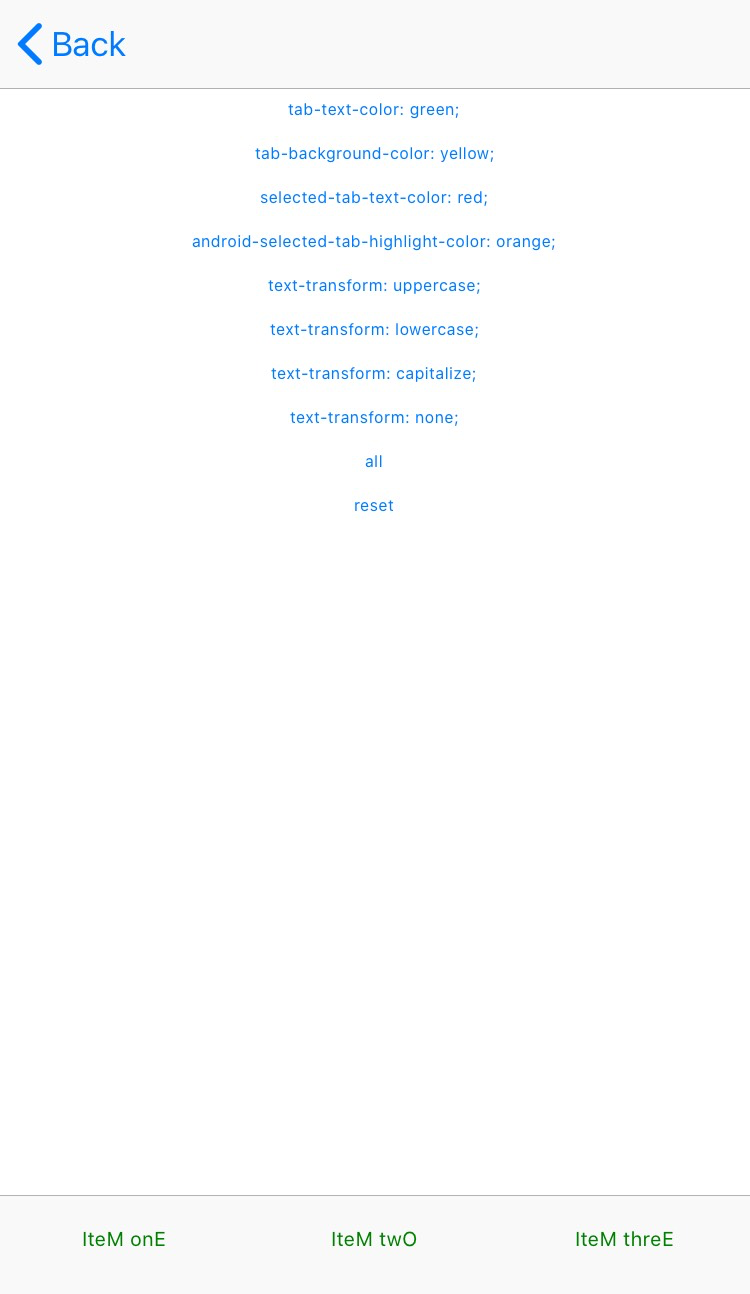 Back
tab-text-color: green;
tab-background-color: yellow;
selected-tab-text-color: red;
android-selected-tab-highlight-color: orange;
text-transform: uppercase;
text-transform: lowercase;
text-transform: capitalize;
text-transform: none;
all
reset
IteM onE IteM twO IteM threE